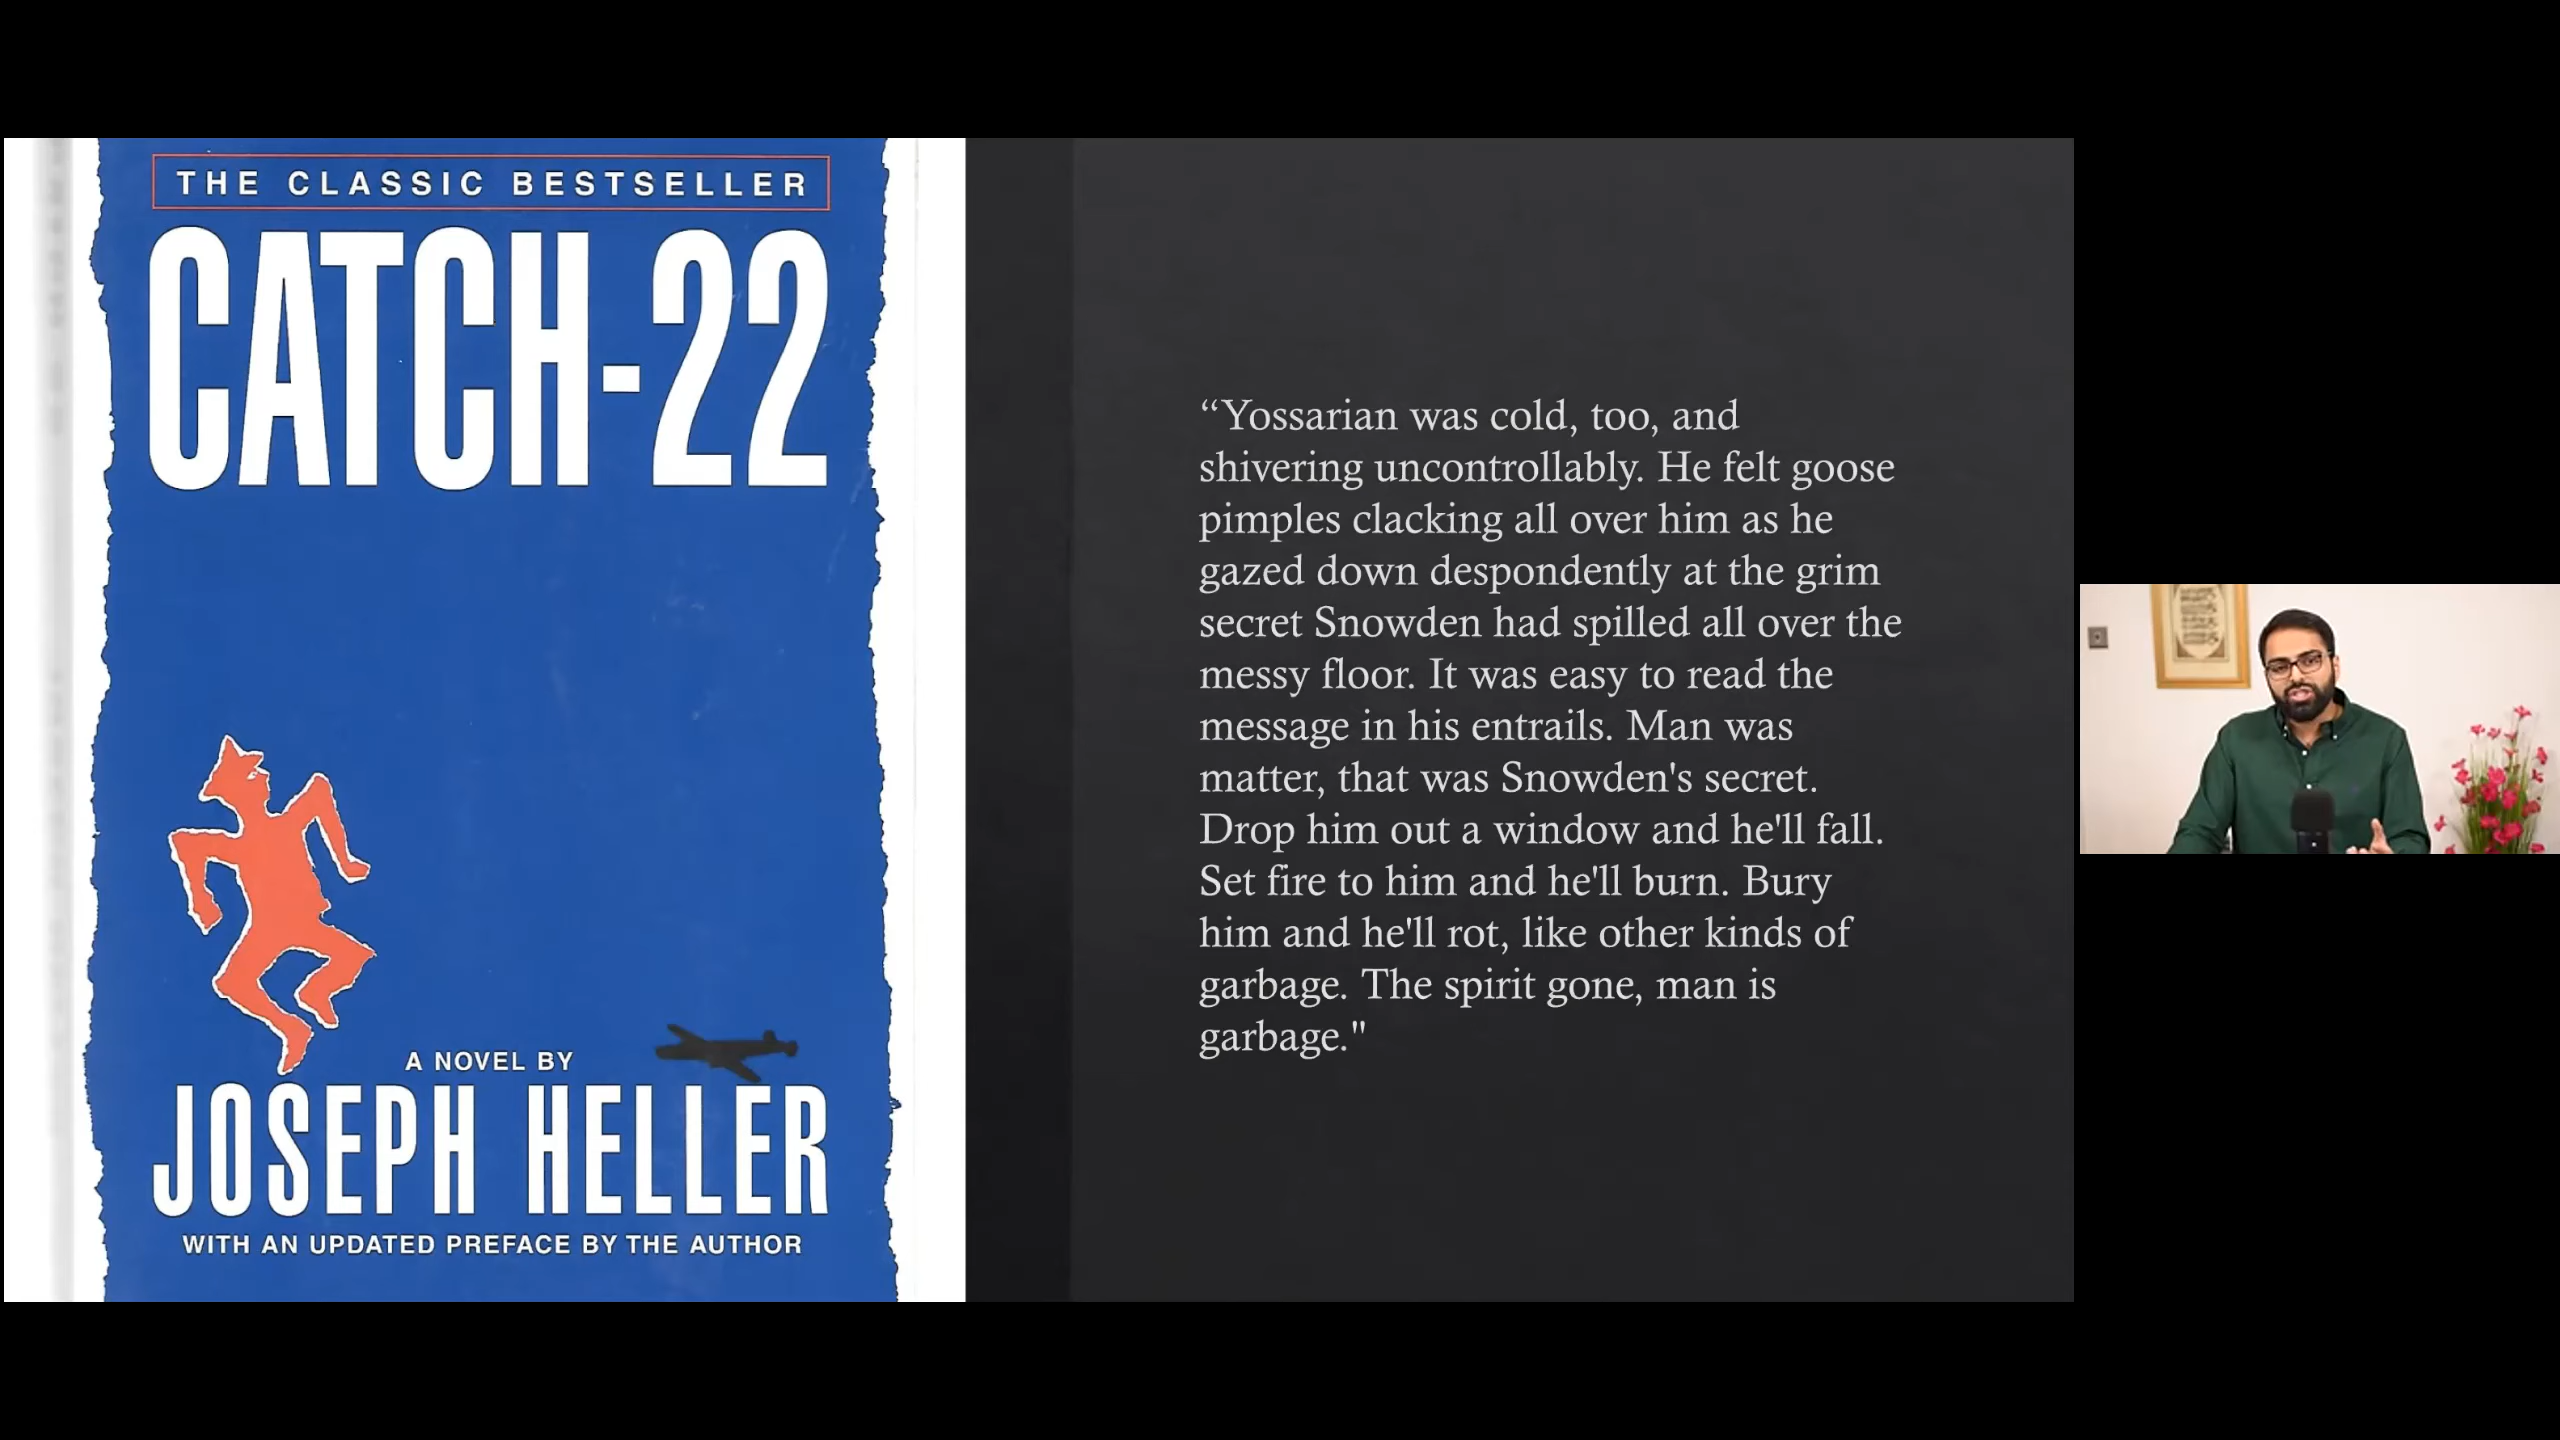 THE CLASSIC BESTSELLER
CATCH-22
A NOVEL BY
JOSEPH HELLER
WITH AN UPDATED PREFACE BY THE AUTHOR
“Yossarian was cold, too, and
shivering uncontrollably. He felt goose
pimples clacking all over him as he
gazed down despondently at the grim
secret Snowden had spilled all over the
messy floor. It was easy to read the
message in his entrails. Man was
matter, that was Snowden's secret.
Drop him out a window and he'll fall.
Set fire to him and he'll burn. Bury
him and he'll rot, like other kinds of
garbage. The spirit gone, man is
garbage."